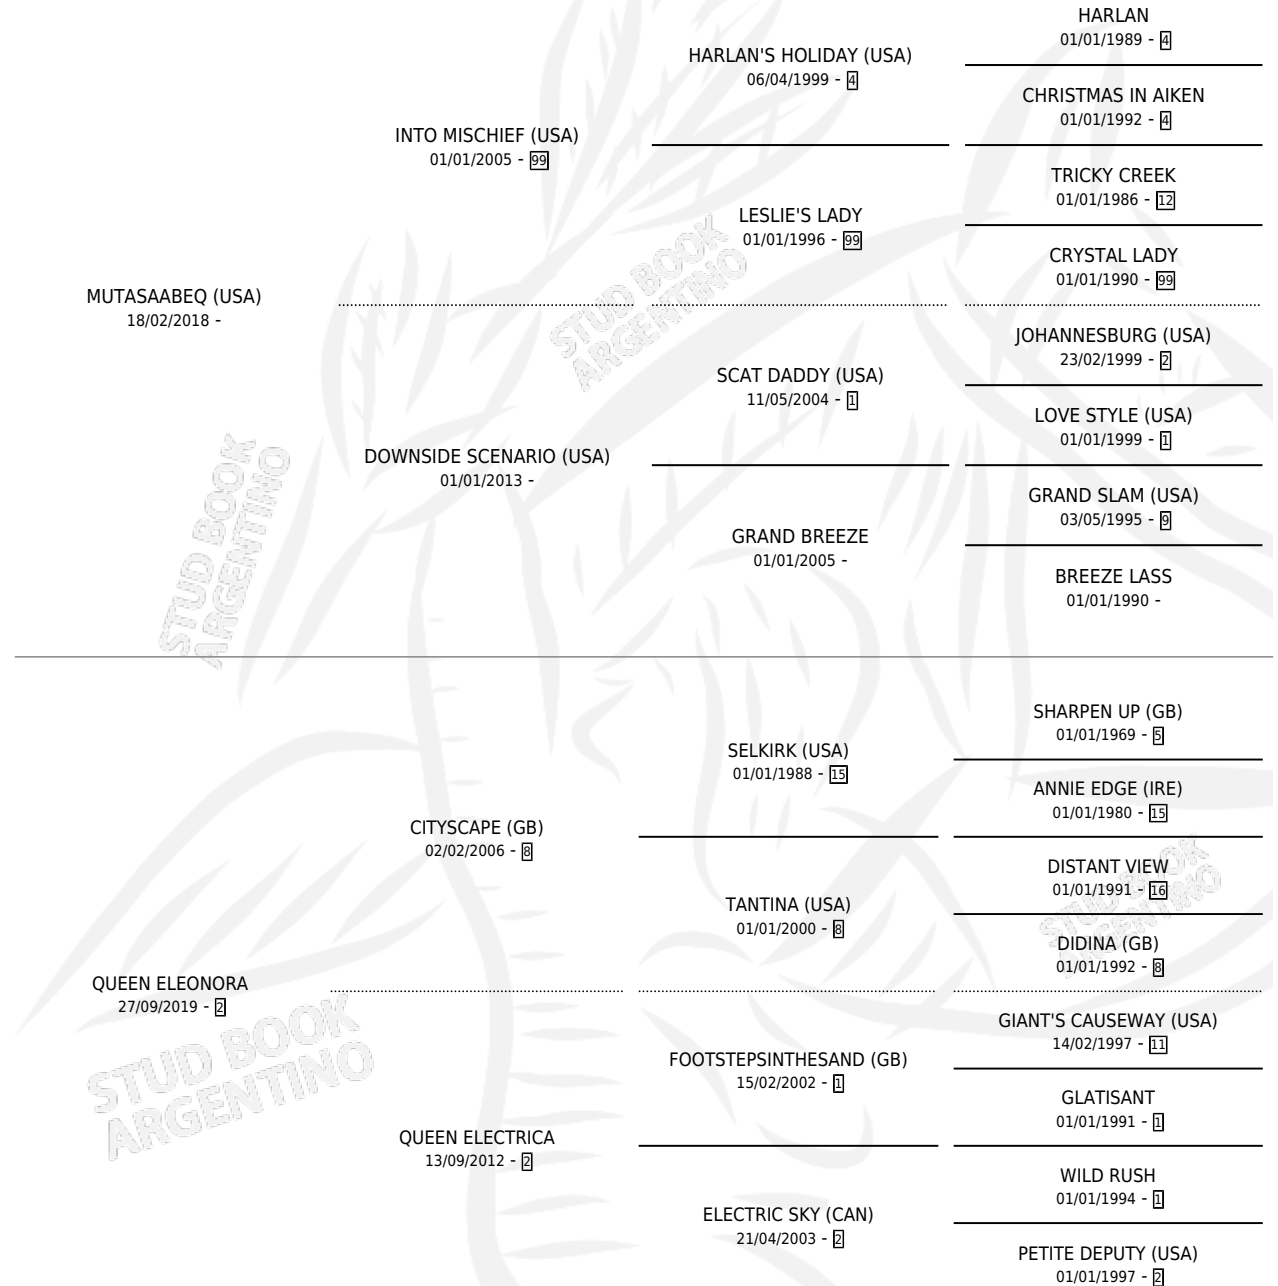 HARLAN
01/01/1989 - 4
HARLAN'S HOLIDAY (USA)
06/04/1999 - 4
CHRISTMAS IN AIKEN
01/01/1992 - 4
INTO MISCHIEF (USA)
01/01/2005 - 99
TRICKY CREEK
01/01/1986 - 12
LESLIE'S LADY
01/01/1996 - 99
CRYSTAL LADY
01/01/1990 - 99
MUTASAABEQ (USA)
18/02/2018 -
JOHANNESBURG (USA)
23/02/1999 - 2
SCAT DADDY (USA)
11/05/2004 - 1
LOVE STYLE (USA)
01/01/1999 - 1
DOWNSIDE SCENARIO (USA)
01/01/2013 -
GRAND SLAM (USA)
03/05/1995 - 9
GRAND BREEZE
01/01/2005 -
BREEZE LASS
01/01/1990 -
SHARPEN UP (GB)
01/01/1969 - 5
SELKIRK (USA)
01/01/1988 - 15
ANNIE EDGE (IRE)
01/01/1980 - 15
CITYSCAPE (GB)
02/02/2006 - 8
DISTANT VIEW
01/01/1991 - 16
TANTINA (USA)
01/01/2000 - 8
DIDINA (GB)
01/01/1992 - 8
QUEEN ELEONORA
27/09/2019 - 2
GIANT'S CAUSEWAY (USA)
14/02/1997 - 11
FOOTSTEPSINTHESAND (GB)
15/02/2002 - 1
GLATISANT
01/01/1991 - 1
QUEEN ELECTRICA
13/09/2012 - 2
WILD RUSH
01/01/1994 - 1
ELECTRIC SKY (CAN)
21/04/2003 - 2
PETITE DEPUTY (USA)
01/01/1997 - 2
STUD BOOK
ARGENTINO
STUD BOOK
ARGENTINO
STUD BOOK
ARGENTINO
STUD BOOK
ARGENTINO